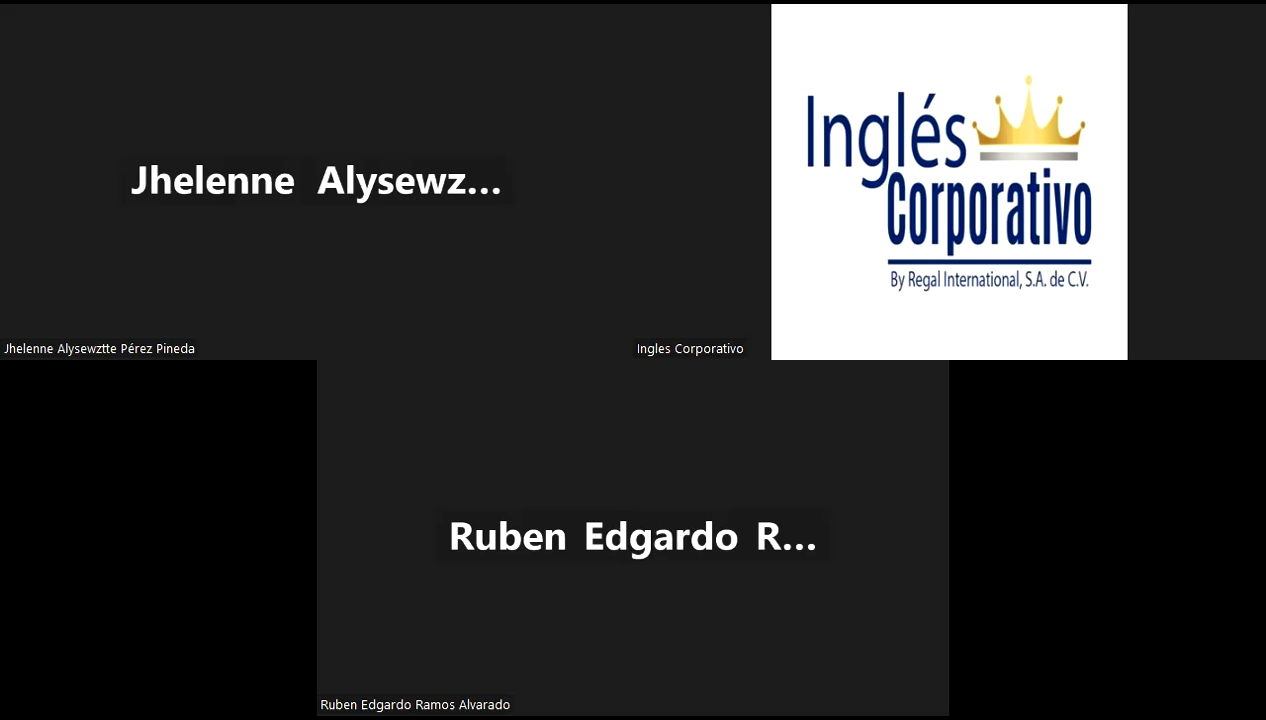 Jhelenne Alysewz...
Jhelenne Alysewztte Pérez Pineda
Inglés
Corporativo
By Regal International, S.A. de C.V.
Ingles Corporativo
Ruben Edgardo R...
Ruben Edgardo Ramos Alvarado